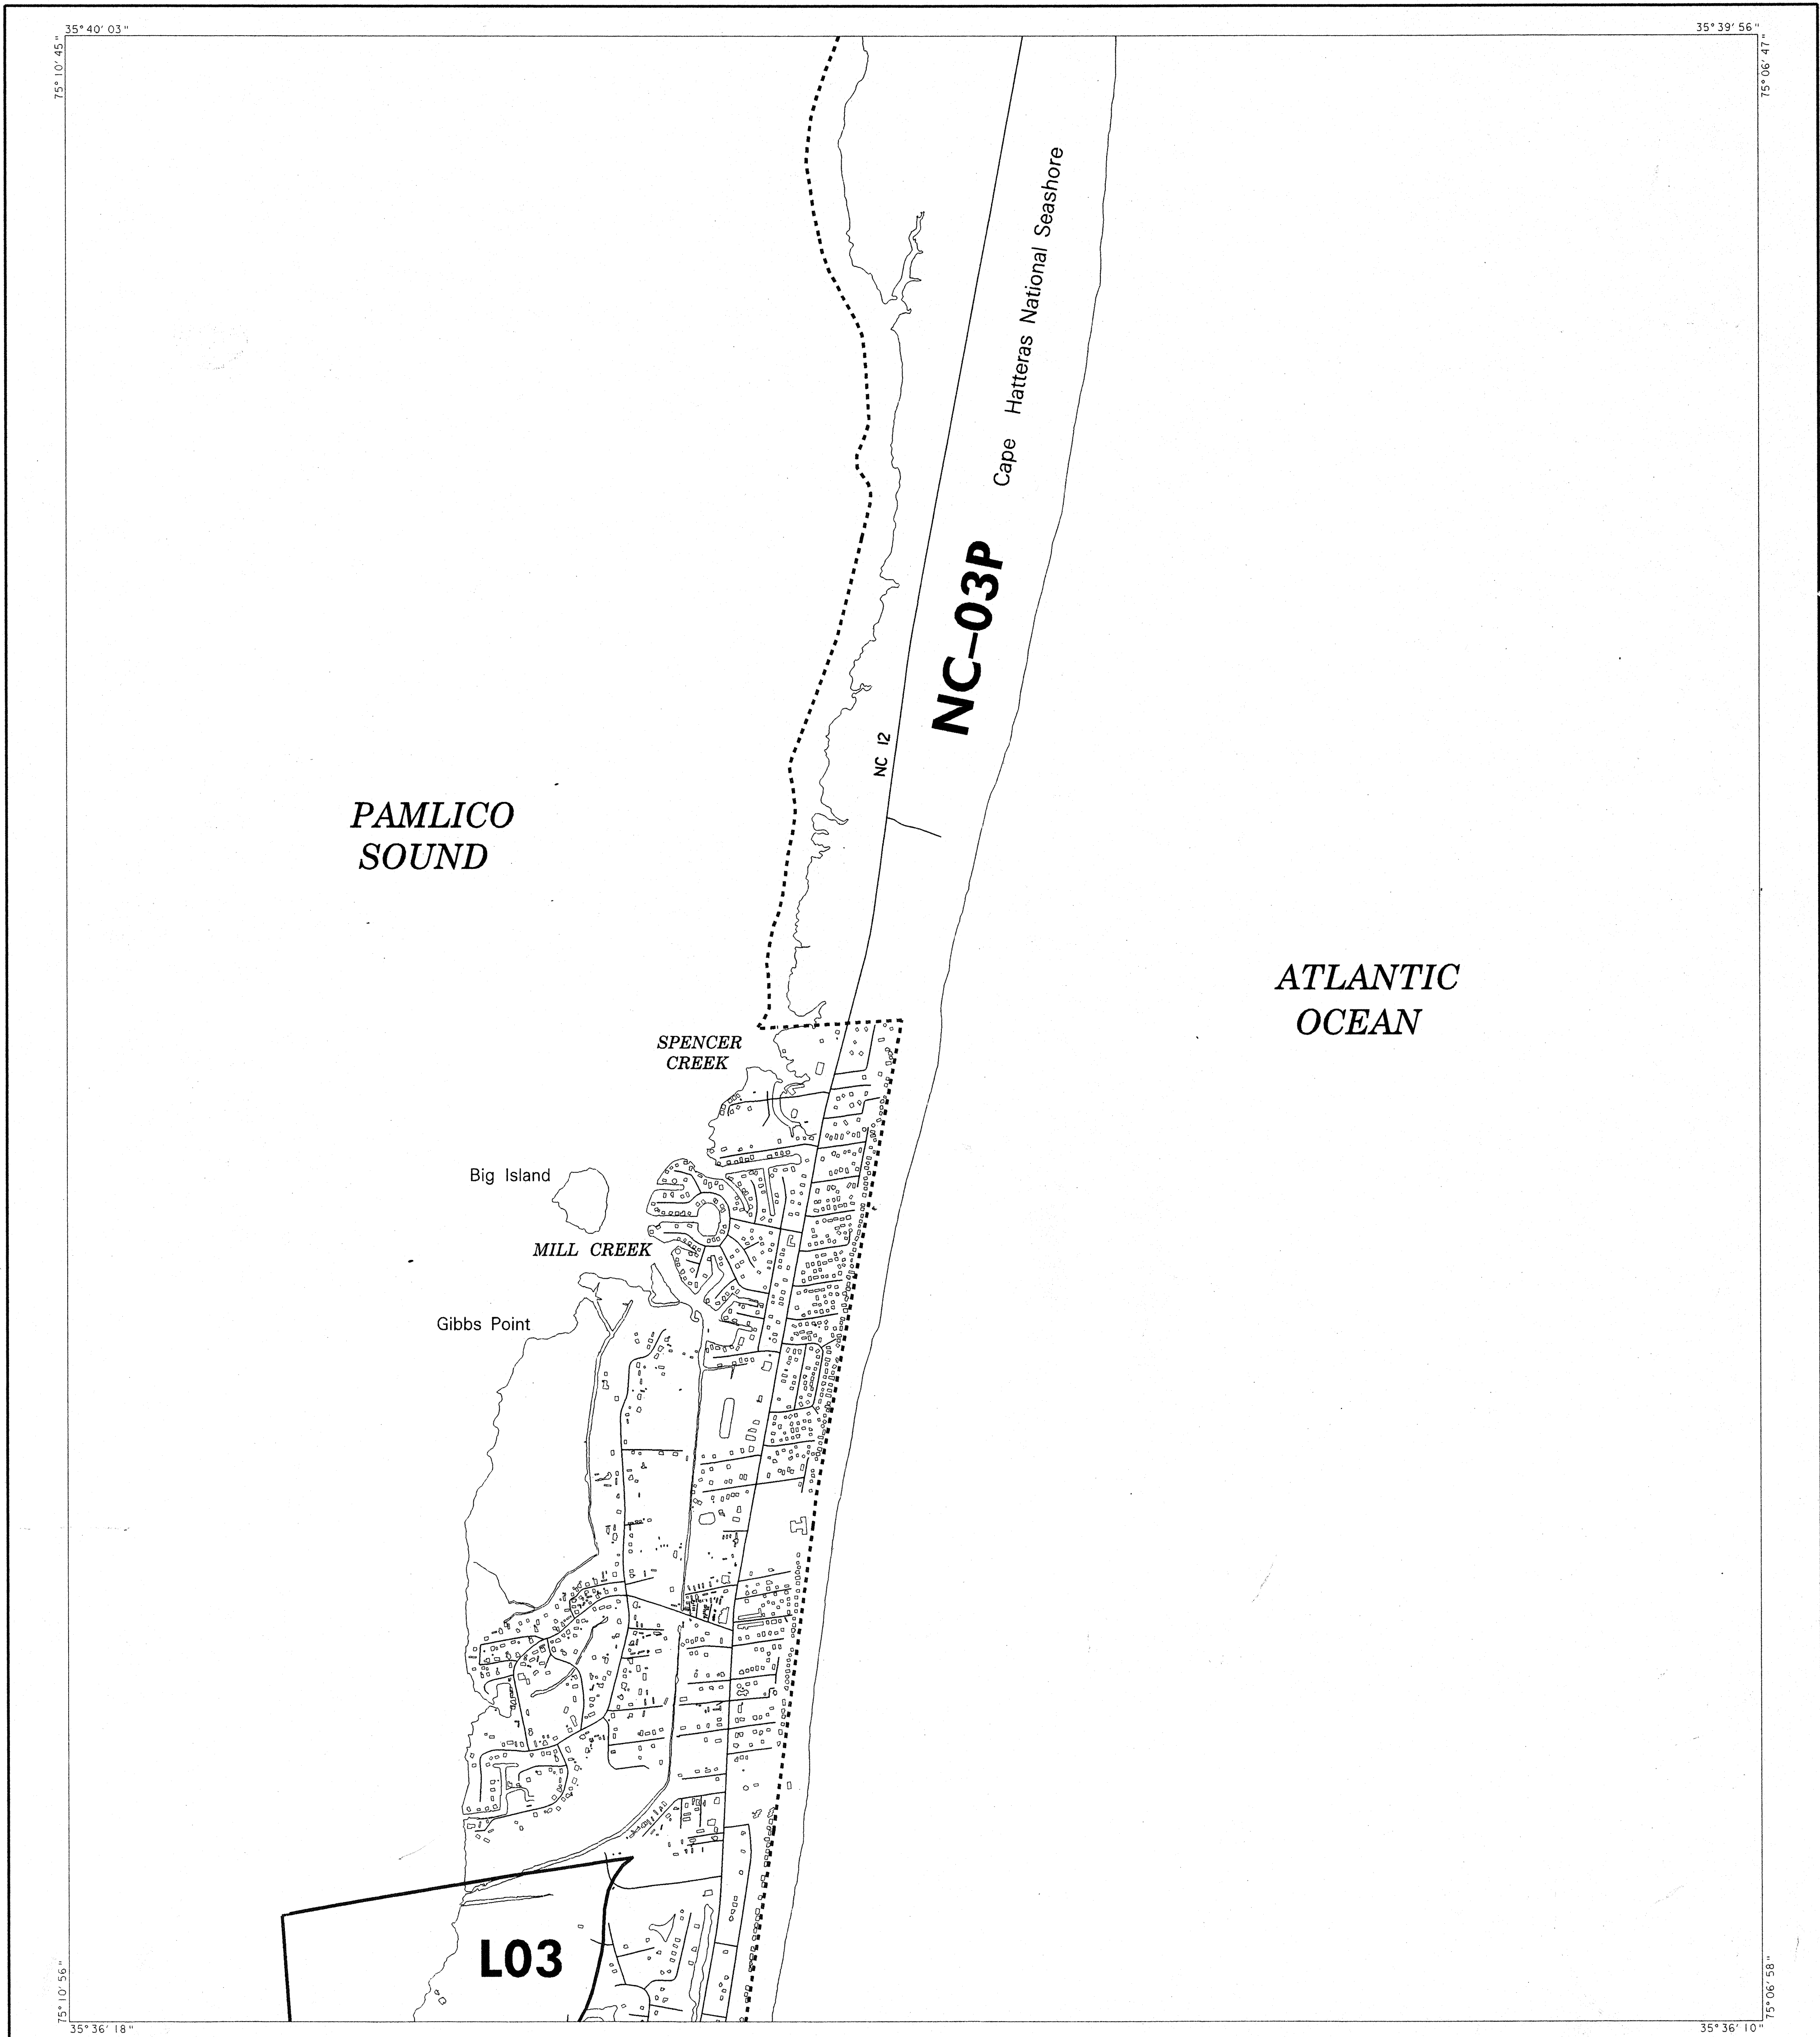 35° 40' 03"
35° 39' 56"
75° 10' 45"
75° 06' 47"
Cape Hatteras National Seashore
NC-03P
NC 12
PAMLICO
SOUND
ATLANTIC
OCEAN
SPENCER
CREEK
Big Island
MILL CREEK
Gibbs Point
L03
75° 10' 56"
75° 06' 58"
35° 36' 18"
35° 36' 10"